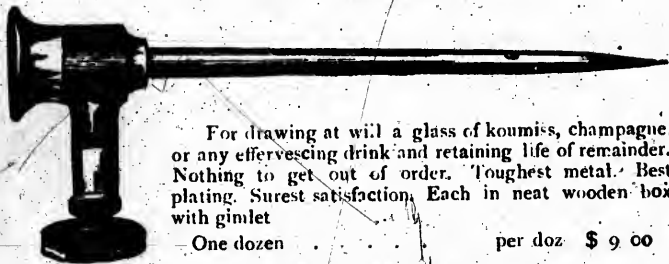 For drawing at will a glass of koumiss, champagne
or any effervescing drink and retaining life of remainder.
Nothing to get out of order. Toughest metal. Best
plating. Surest satisfaction. Each in neat wooden box
with gimlet
One dozen . . . . per doz $ 9 00